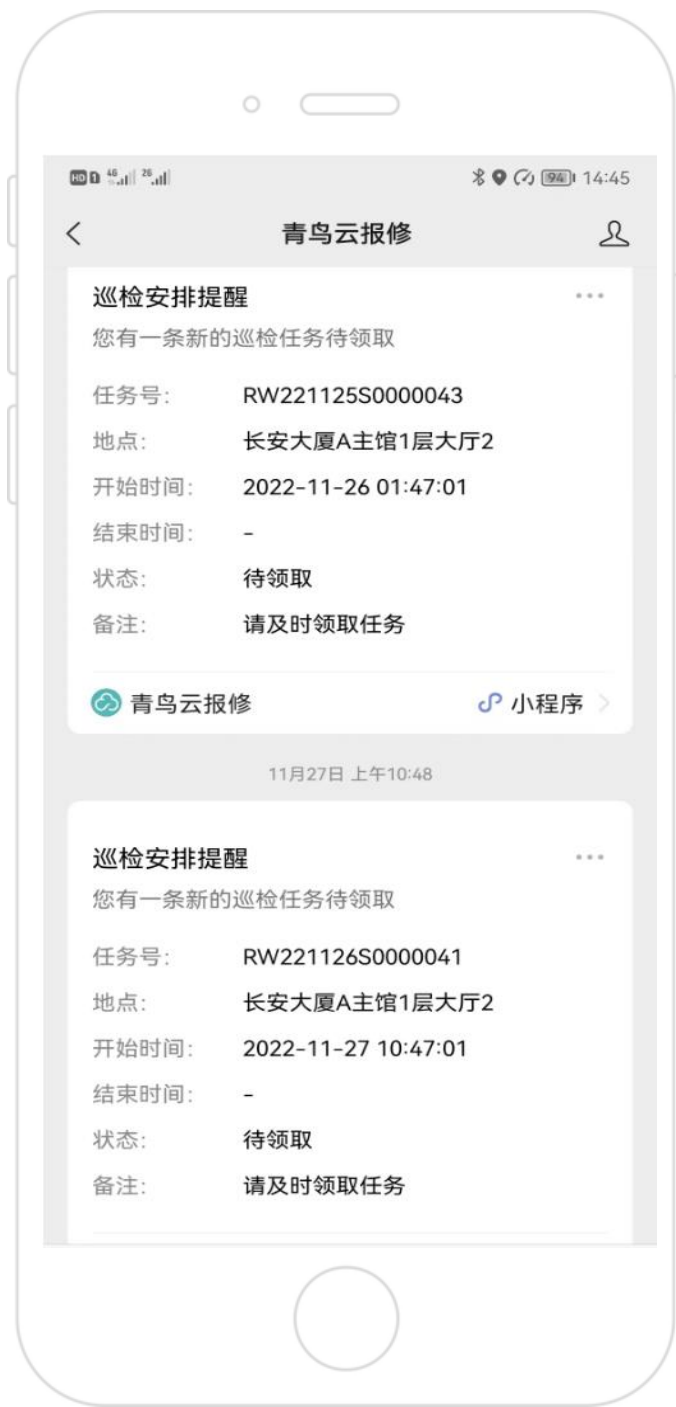 HD 1 4G 2G 94 14:45
青鸟云报修
巡检安排提醒
您有一条新的巡检任务待领取
任务号: RW221125S0000043
地点: 长安大厦A主馆1层大厅2
开始时间: 2022-11-26 01:47:01
结束时间: -
状态: 待领取
备注: 请及时领取任务
青鸟云报修 小程序
11月27日 上午10:48
巡检安排提醒
您有一条新的巡检任务待领取
任务号: RW221126S0000041
地点: 长安大厦A主馆1层大厅2
开始时间: 2022-11-27 10:47:01
结束时间: -
状态: 待领取
备注: 请及时领取任务